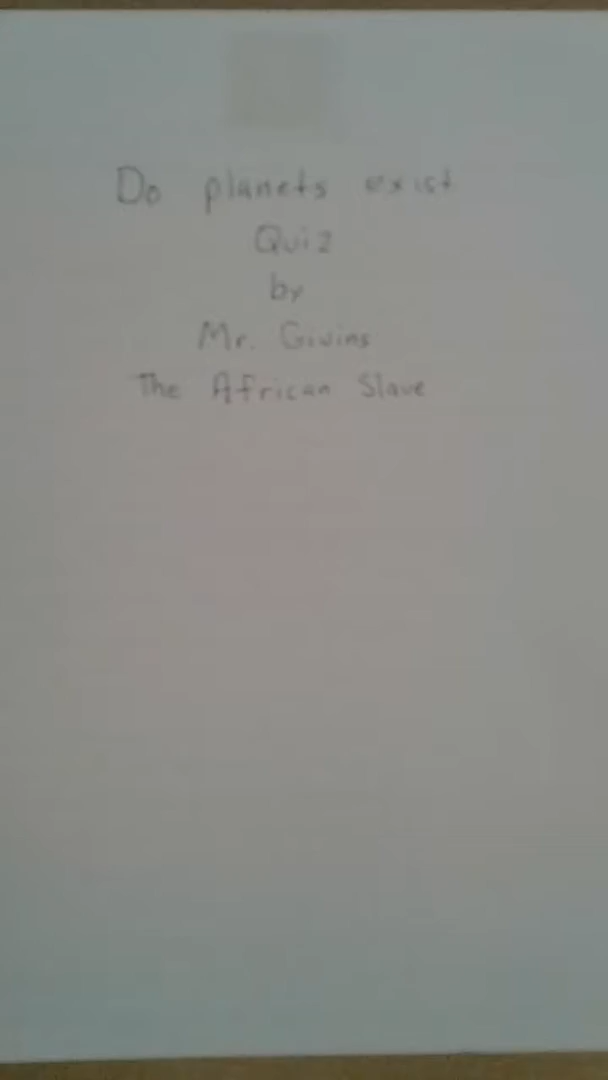 Do planets exist
Quiz
by
Mr. Givins
The African Slave